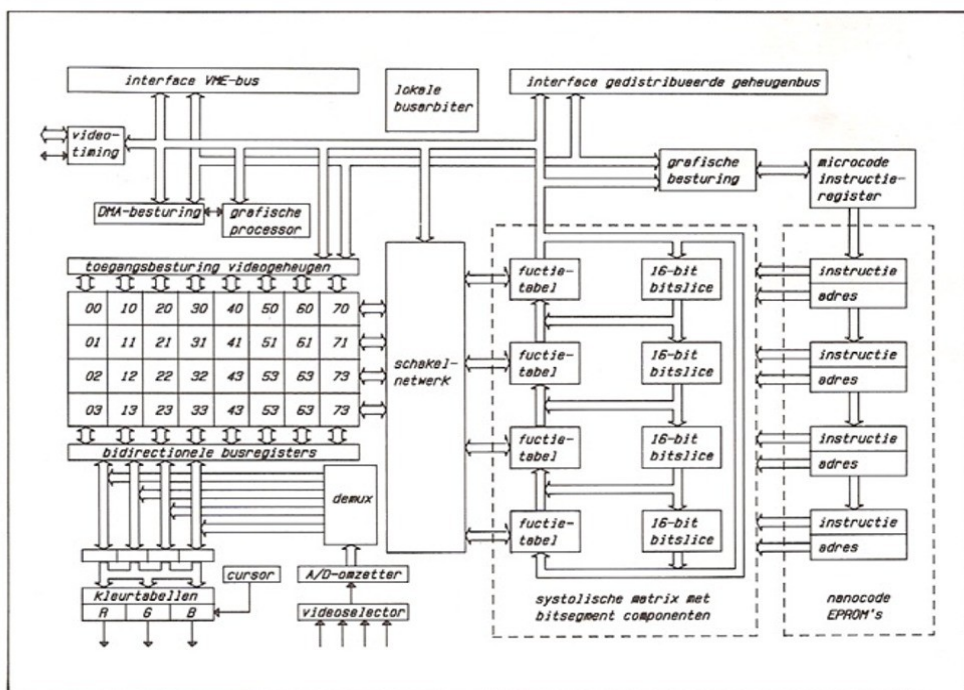 interface VME-bus
lokale
busarbiter
interface gedistribueerde geheugenbus
video-
timing
grafische
besturing
microcode
instructie-
register
DMA-besturing
grafische
processor
toegangsbesturing videogeheugen
00 10 20 30 40 50 60 70
01 11 21 31 41 51 61 71
02 12 22 32 43 53 63 73
03 13 23 33 43 53 63 73
bidirectionele busregisters
schakel-
netwerk
fuctie-
tabel
16-bit
bitslice
instructie
adres
fuctie-
tabel
16-bit
bitslice
instructie
adres
fuctie-
tabel
16-bit
bitslice
instructie
adres
fuctie-
tabel
16-bit
bitslice
instructie
adres
demux
cursor
A/D-omzetter
kleurtabellen
R G B
videoselector
systolische matrix met
bitsegment componenten
nanocode
EPROM's